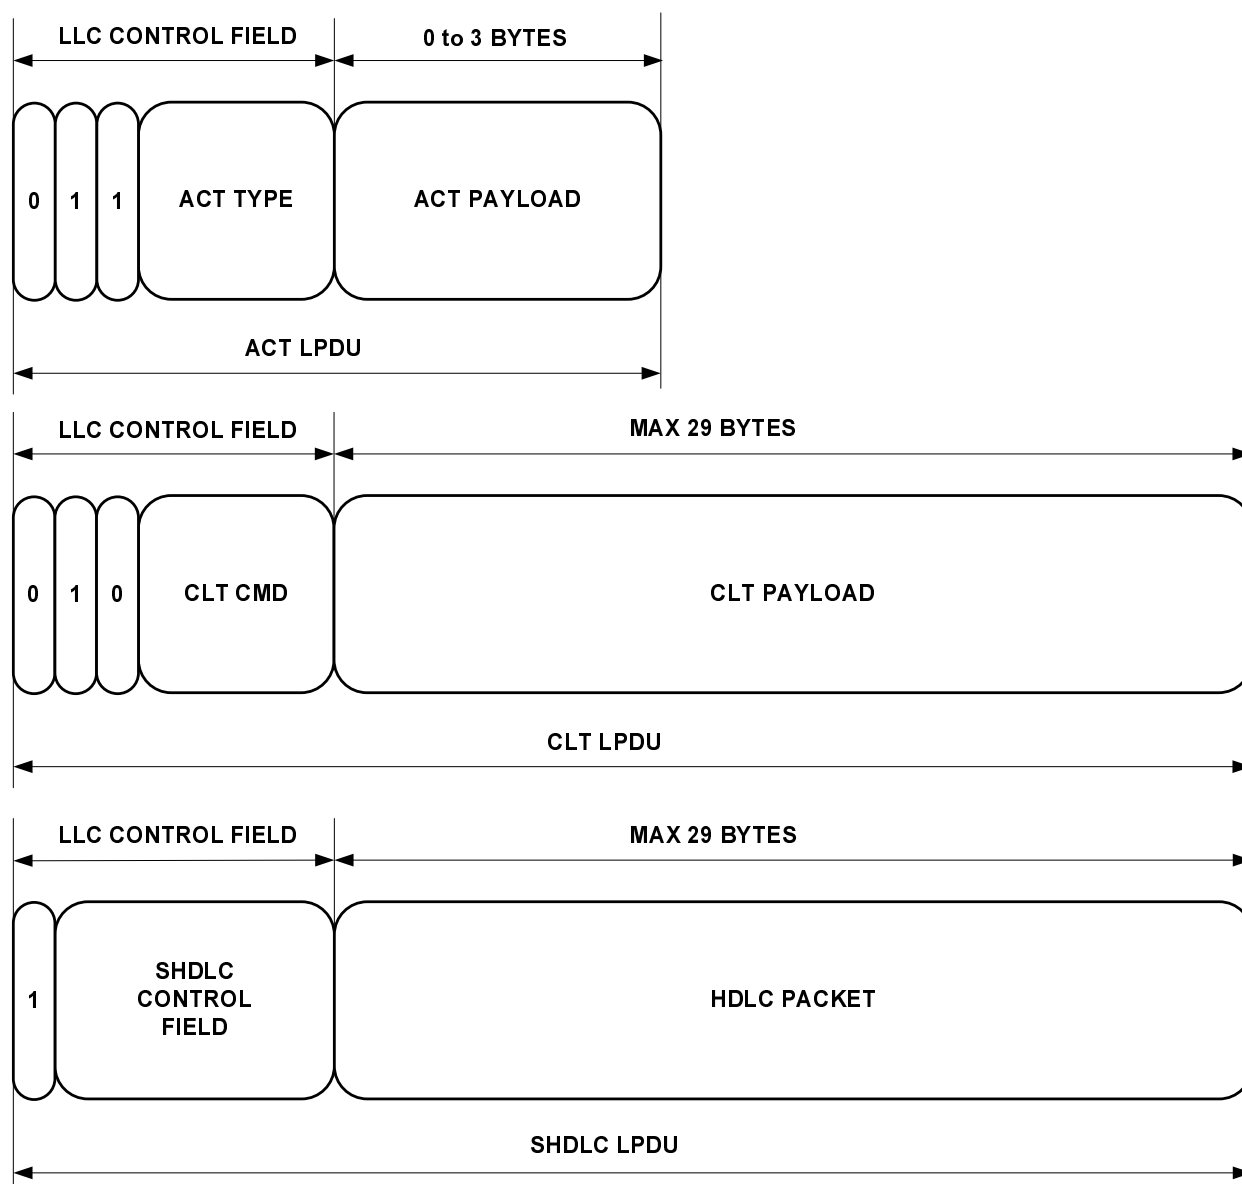 LLC CONTROL FIELD
0 to 3 BYTES
0 1 1 ACT TYPE ACT PAYLOAD
ACT LPDU
LLC CONTROL FIELD
MAX 29 BYTES
0 1 0 CLT CMD CLT PAYLOAD
CLT LPDU
LLC CONTROL FIELD
MAX 29 BYTES
1
SHDLC
CONTROL
FIELD
HDLC PACKET
SHDLC LPDU